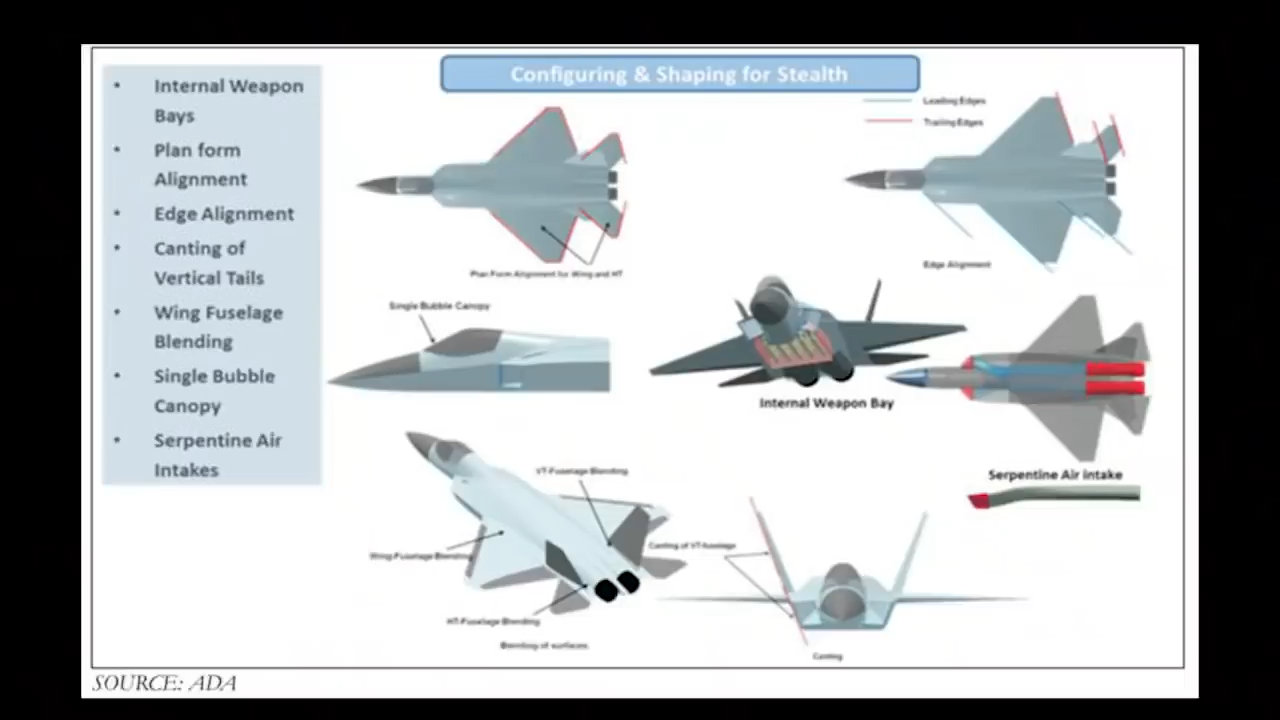 Configuring & Shaping for Stealth
• Internal Weapon
Bays
• Plan form
Alignment
• Edge Alignment
• Canting of
Vertical Tails
• Wing Fuselage
Blending
• Single Bubble
Canopy
• Serpentine Air
Intakes
Leading Edges
Trailing Edges
Plan Form Alignment for Wing and HT
Edge Alignment
Single Bubble Canopy
Internal Weapon Bay
Serpentine Air intake
VT-Fuselage Blending
Wing-Fuselage Blending
HT-Fuselage Blending
Blending of surfaces
Canting of VT-fuselage
Canting
SOURCE: ADA